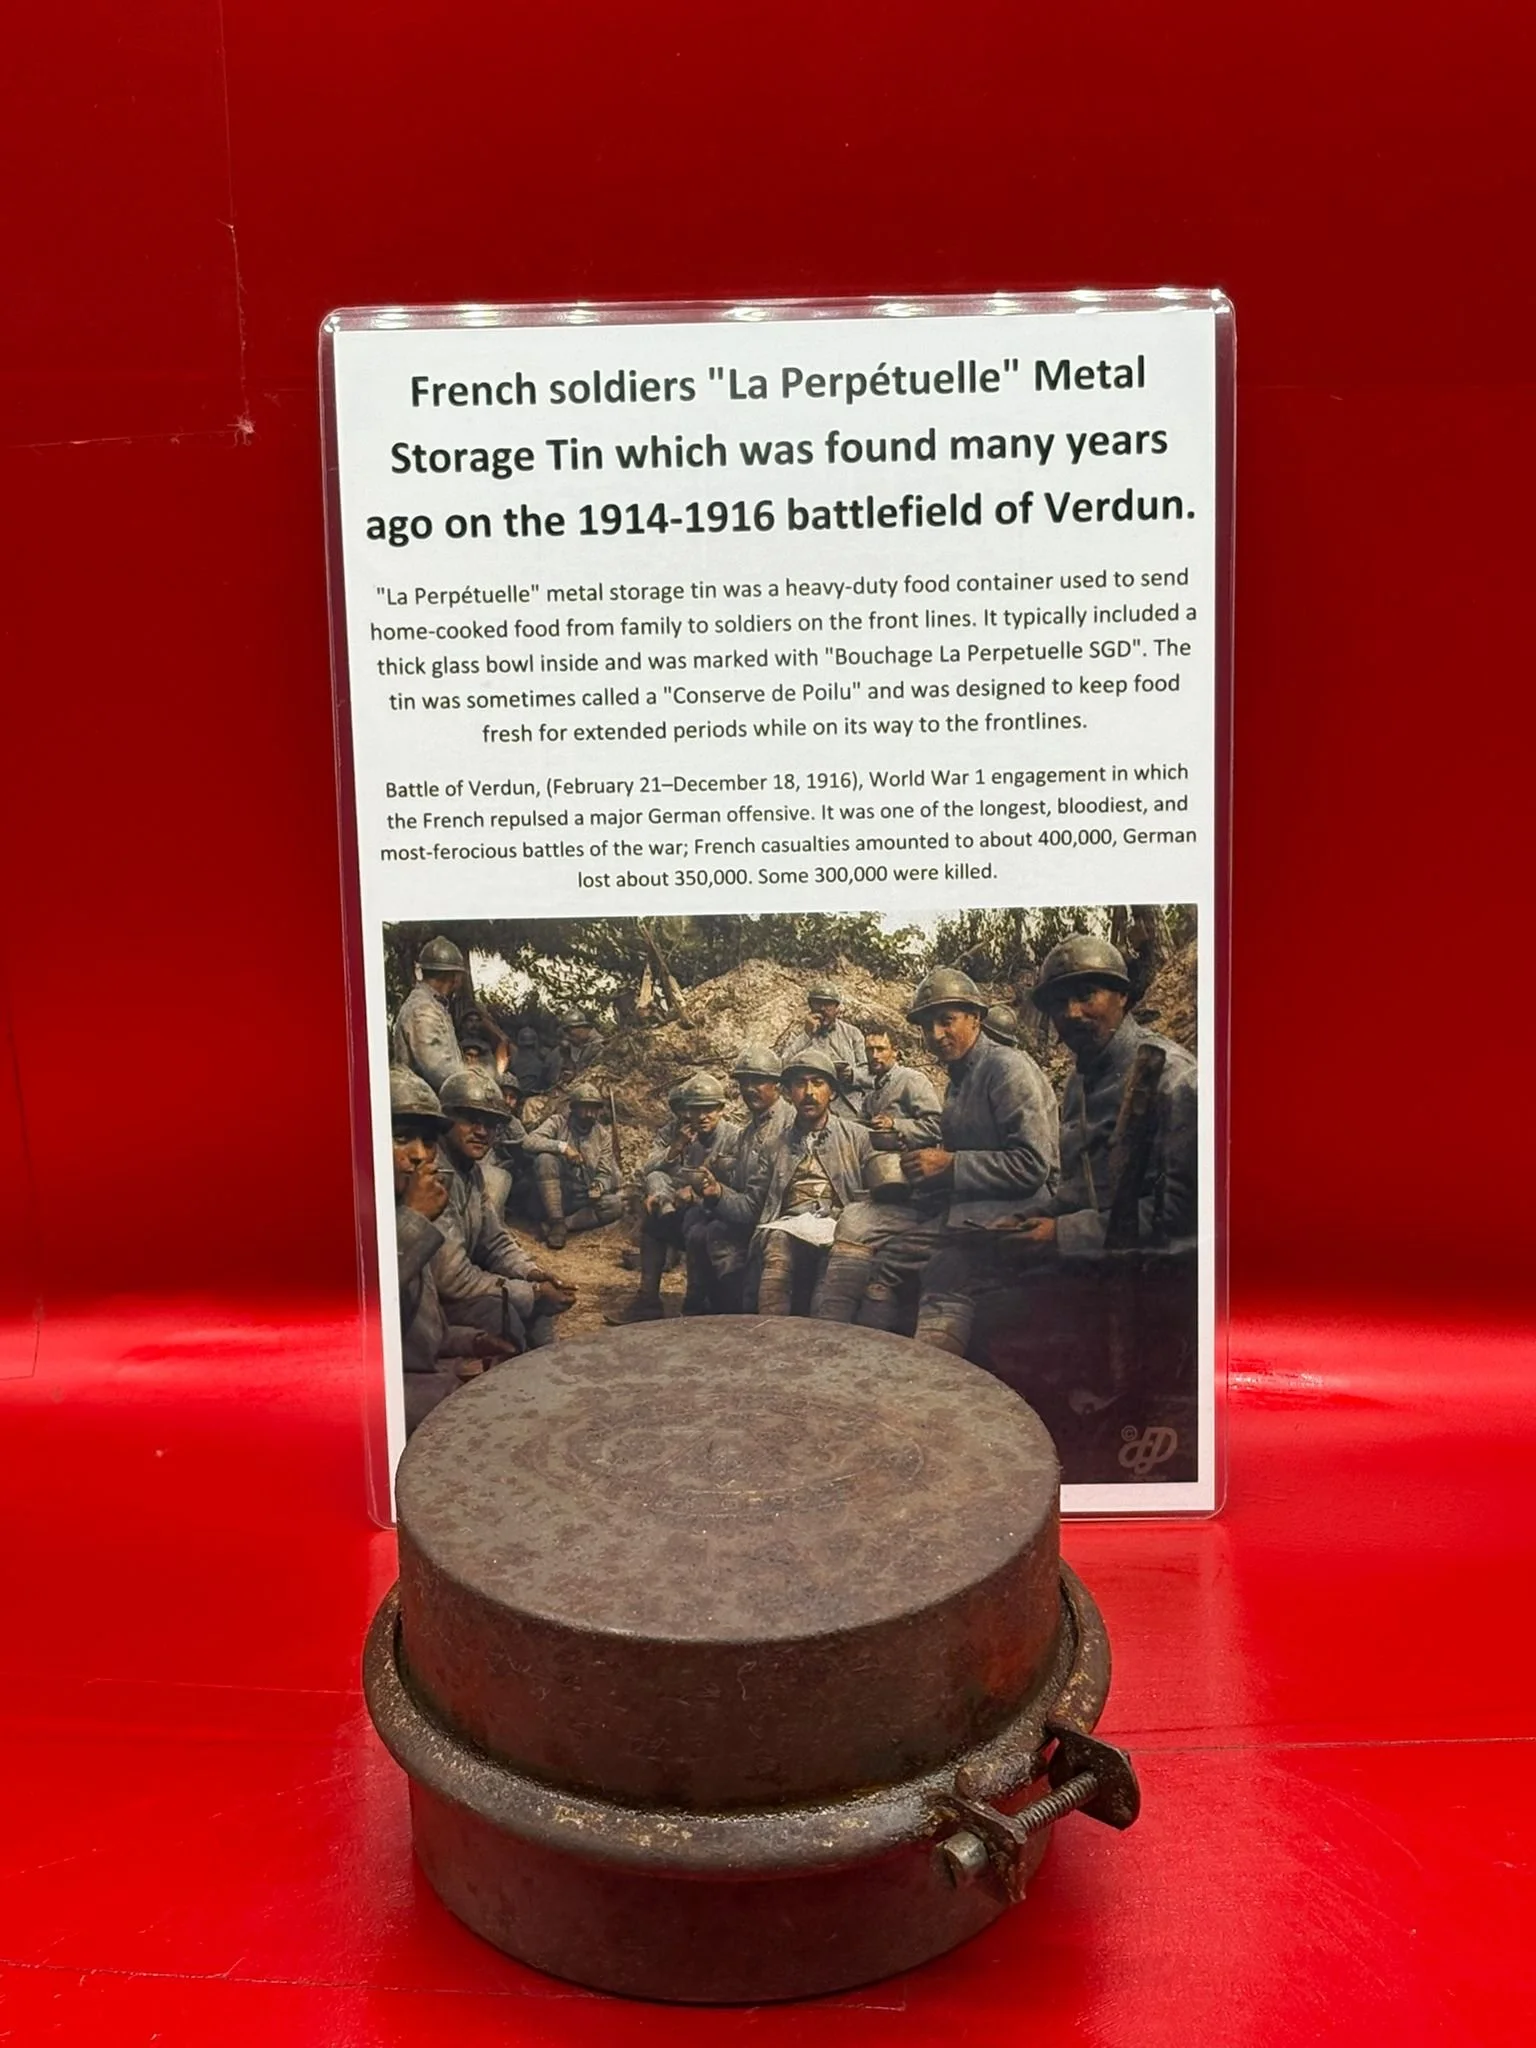 French soldiers "La Perpétuelle" Metal
Storage Tin which was found many years
ago on the 1914-1916 battlefield of Verdun.
"La Perpétuelle" metal storage tin was a heavy-duty food container used to send
home-cooked food from family to soldiers on the front lines. It typically included a
thick glass bowl inside and was marked with "Bouchage La Perpetuelle SGD". The
tin was sometimes called a "Conserve de Poilu" and was designed to keep food
fresh for extended periods while on its way to the frontlines.
Battle of Verdun, (February 21–December 18, 1916), World War 1 engagement in which
the French repulsed a major German offensive. It was one of the longest, bloodiest, and
most-ferocious battles of the war; French casualties amounted to about 400,000, German
lost about 350,000. Some 300,000 were killed.